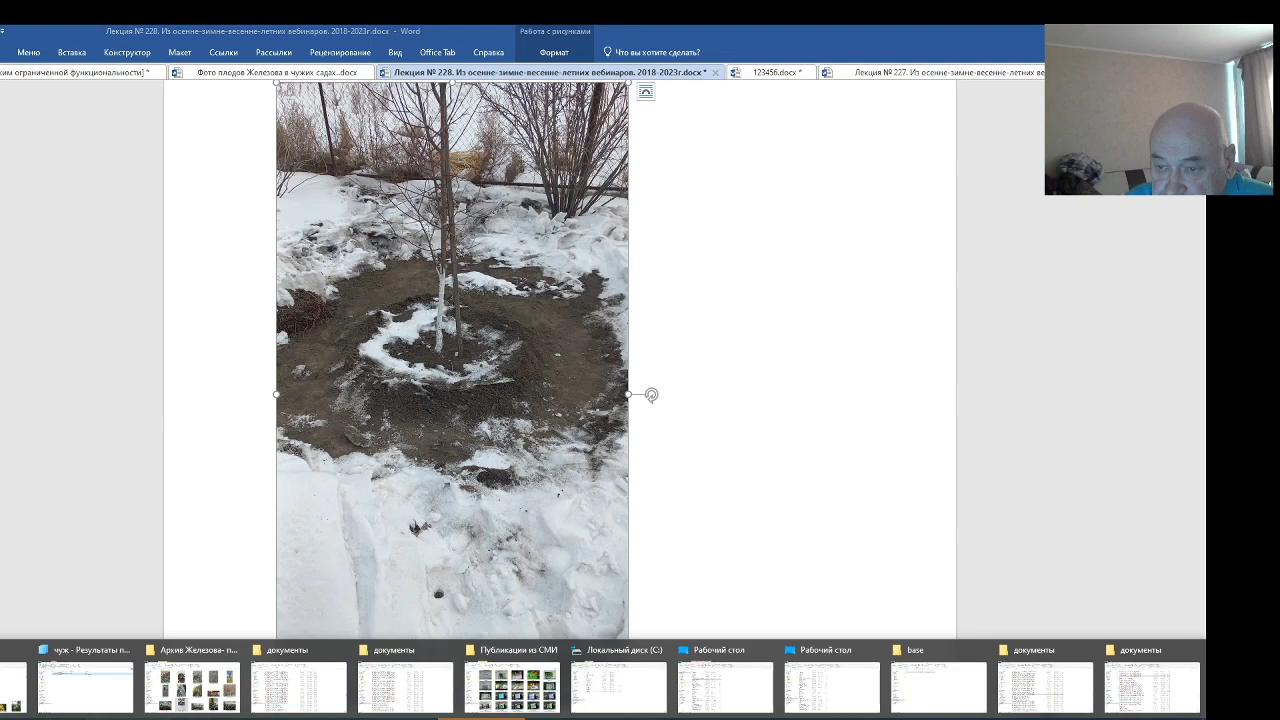 Лекция № 228. Из осенне-зимне-весенне-летних вебинаров. 2018-2023г.docx - Word
Работа с рисунками
Меню Вставка Конструктор Макет Ссылки Рассылки Рецензирование Вид Office Tab Справка Формат Что вы хотите сделать?
ким ограниченной функциональности] * Фото плодов Железова в чужих садах..docx Лекция № 228. Из осенне-зимне-весенне-летних вебинаров. 2018-2023г.docx * 123456.docx * Лекция № 227. Из осенне-зимне-весенне-летних ве
чуж - Результаты п... Архив Железова- п... документы документы Публикации из СМИ Локальный диск (C:) Рабочий стол Рабочий стол base документы документы